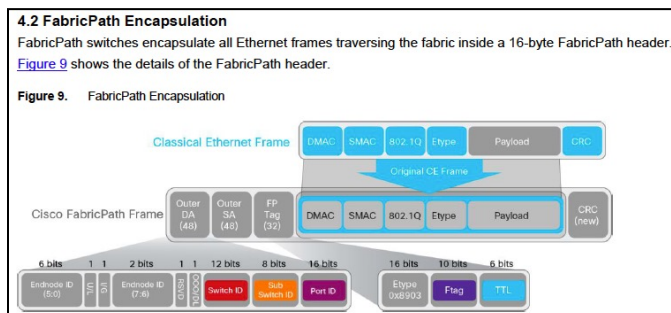 4.2 FabricPath Encapsulation
FabricPath switches encapsulate all Ethernet frames traversing the fabric inside a 16-byte FabricPath header.
Figure 9 shows the details of the FabricPath header.
Figure 9. FabricPath Encapsulation
Classical Ethernet Frame DMAC SMAC 802.1Q Etype Payload CRC
Original CE Frame
Cisco FabricPath Frame Outer DA (48) Outer SA (48) FP Tag (32) DMAC SMAC 802.1Q Etype Payload CRC (new)
6 bits 1 1 2 bits 1 1 12 bits 8 bits 16 bits 16 bits 10 bits 6 bits
Endnode ID (5:0) U/L I/G Endnode ID (7:6) RSVD OOO/DL Switch ID Sub Switch ID Port ID Etype 0x8903 Ftag TTL